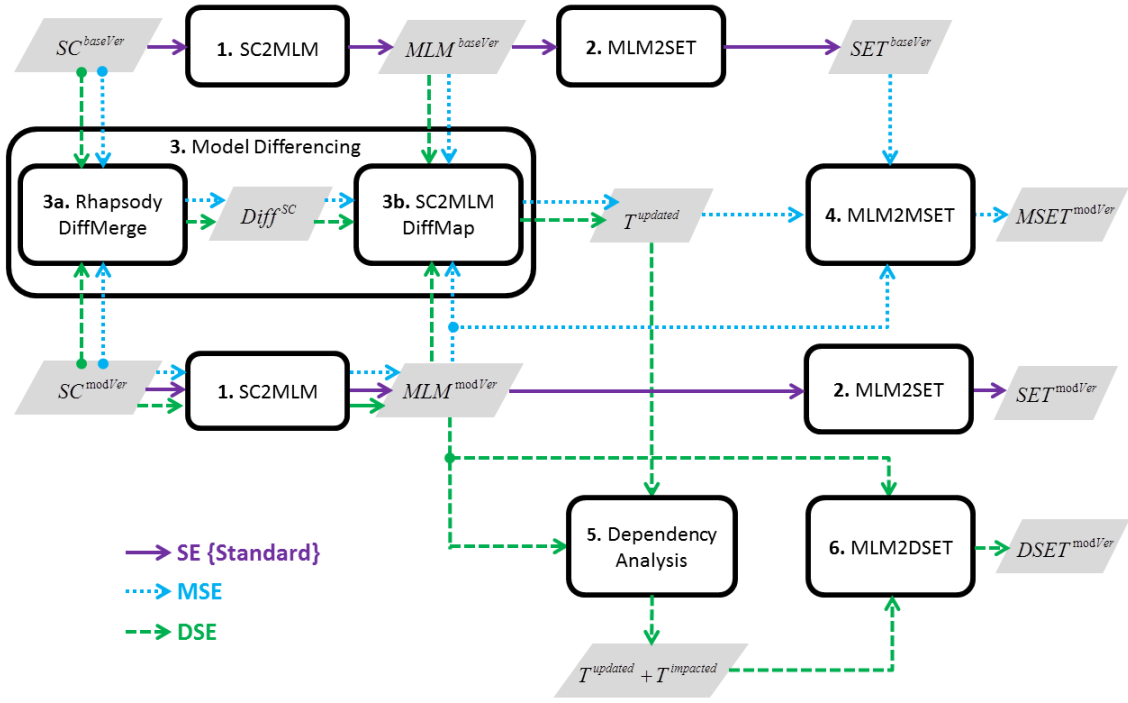 SC^baseVer
1. SC2MLM
MLM^baseVer
2. MLM2SET
SET^baseVer
3. Model Differencing
3a. Rhapsody
DiffMerge
Diff^SC
3b. SC2MLM
DiffMap
T^updated
4. MLM2MSET
MSET^modVer
SC^modVer
1. SC2MLM
MLM^modVer
2. MLM2SET
SET^modVer
5. Dependency
Analysis
6. MLM2DSET
DSET^modVer
SE {Standard}
MSE
DSE
T^updated + T^impacted